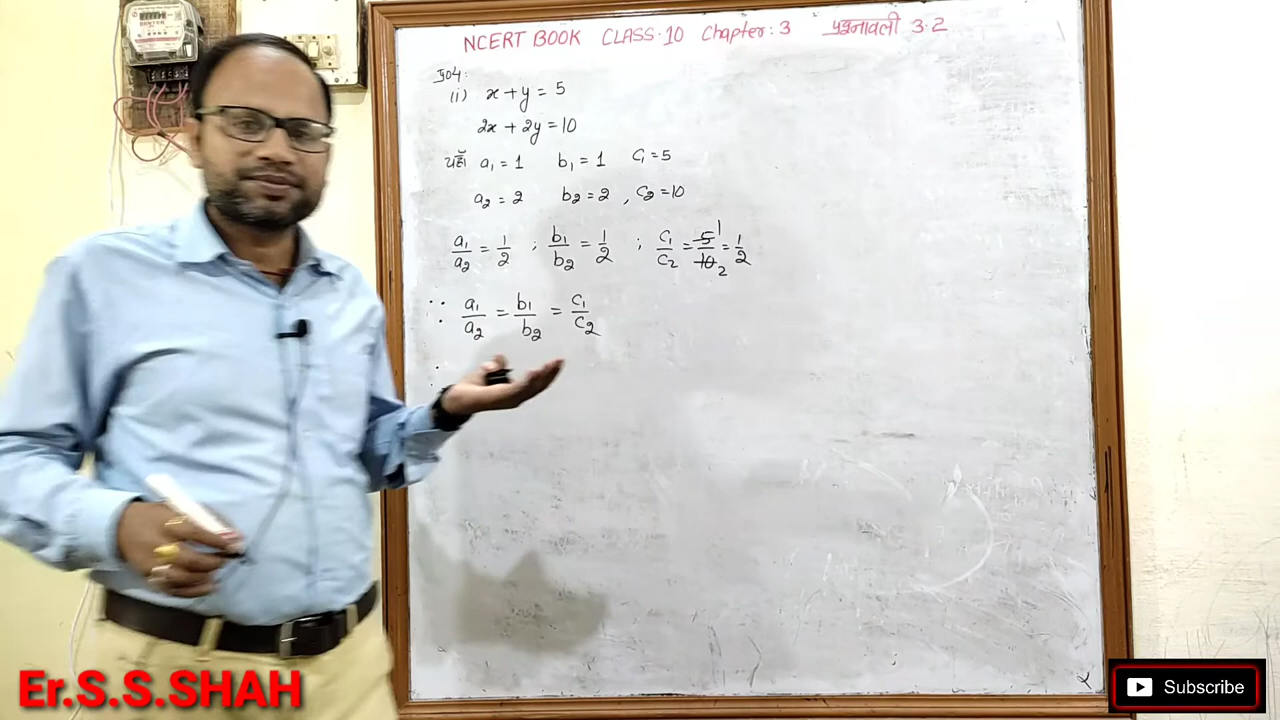 NCERT BOOK CLASS·10 Chapter:3 प्रश्नावली 3.2
प्र04:
(i) x + y = 5
2x + 2y = 10
यहाँ a₁ = 1 b₁ = 1 c₁ = 5
a₂ = 2 b₂ = 2 , c₂ = 10
a₁/a₂ = 1/2 ; b₁/b₂ = 1/2 ; c₁/c₂ = 5/10 = 1/2
∵ a₁/a₂ = b₁/b₂ = c₁/c₂
Er.S.S.SHAH
Subscribe